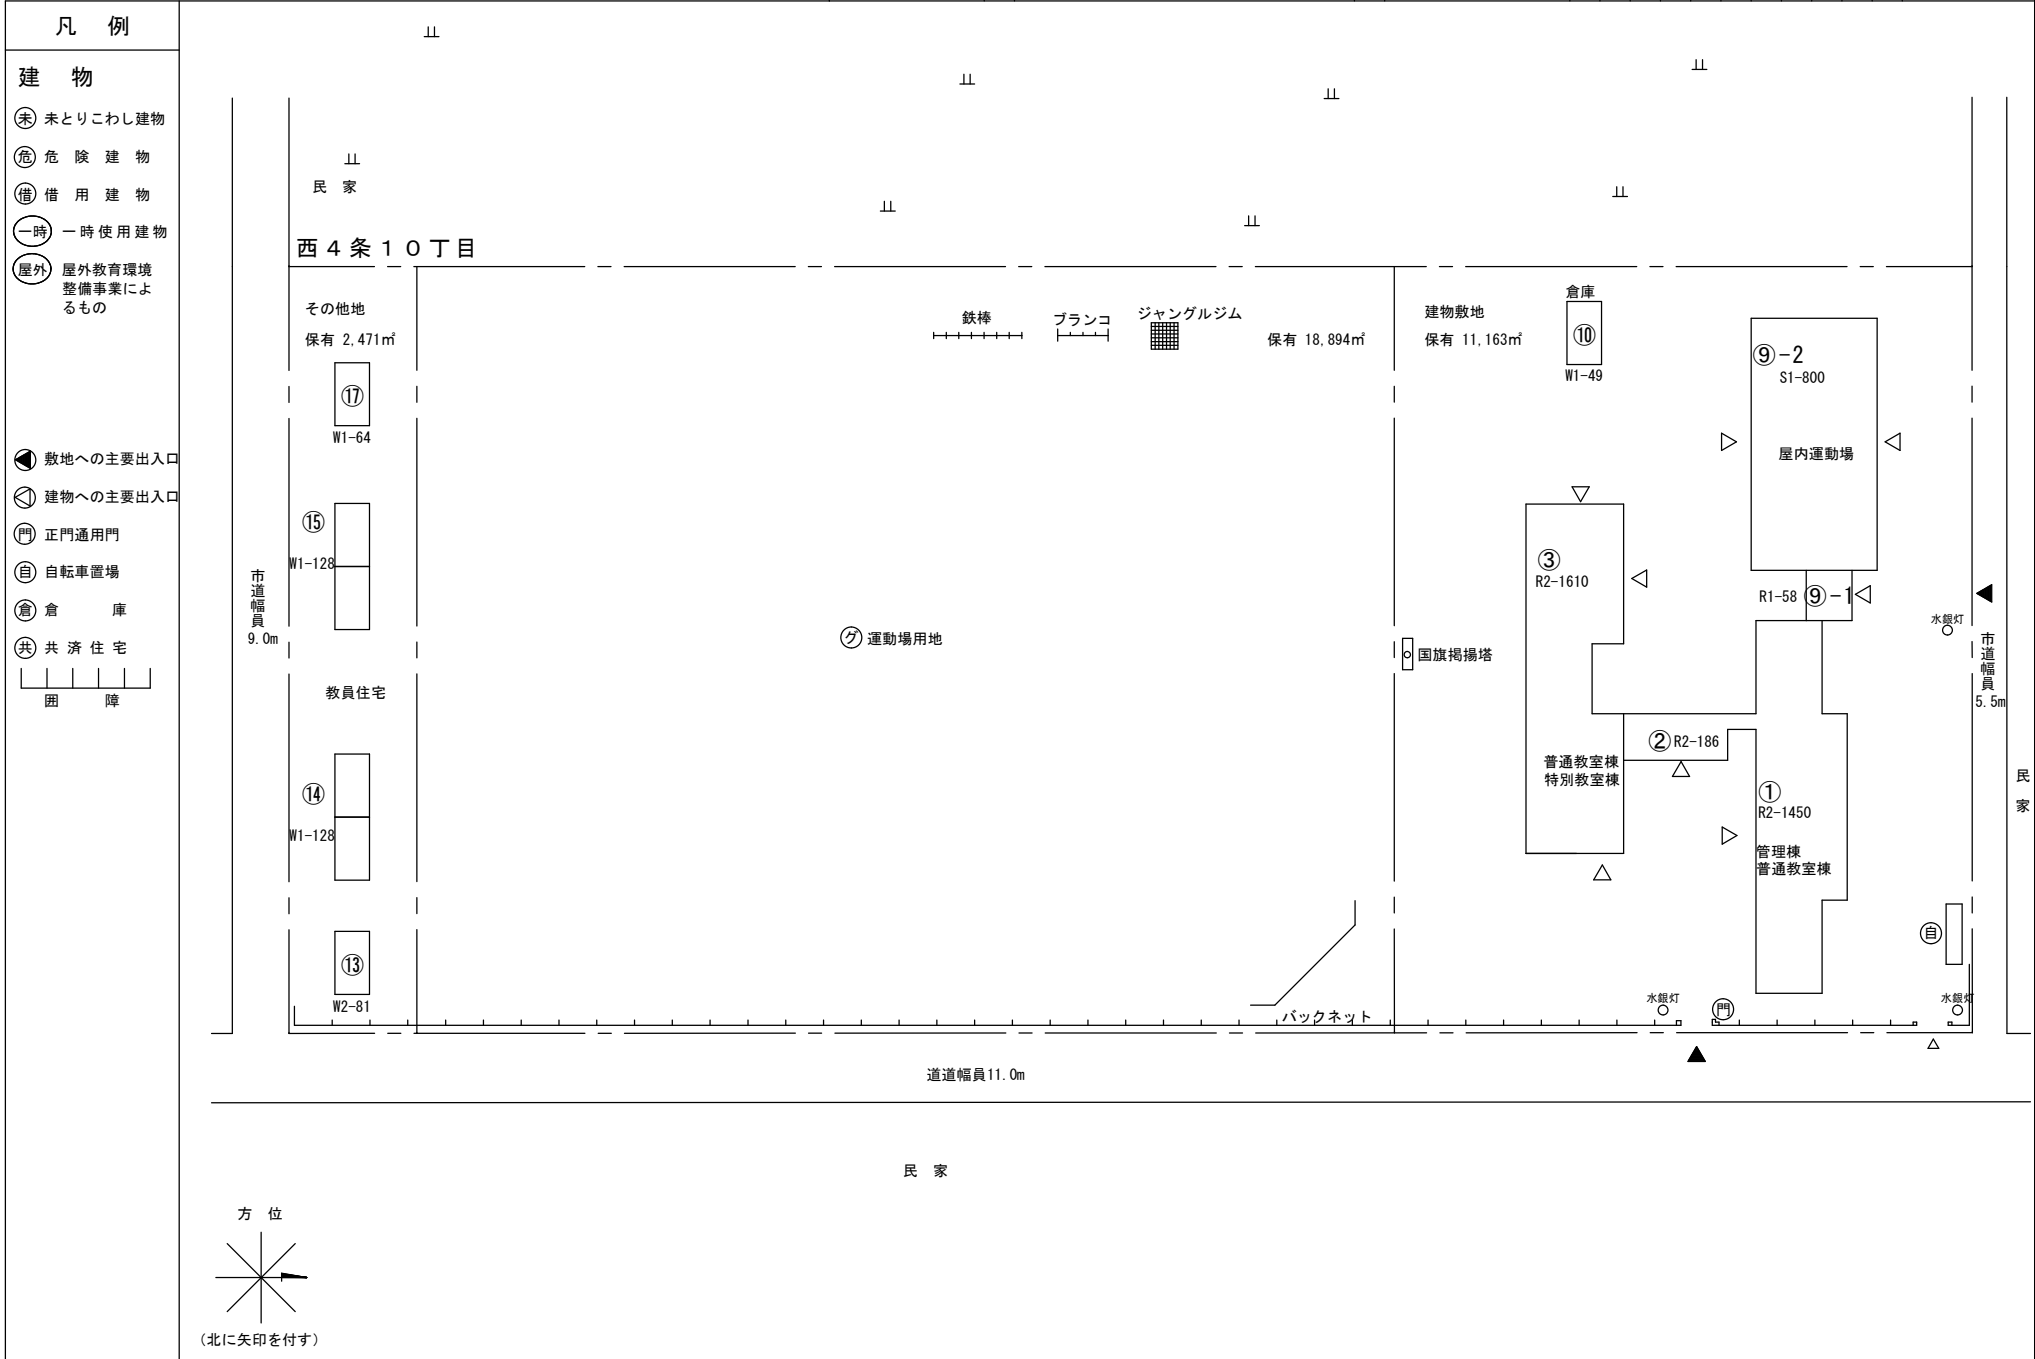 凡 例
建 物
未 未とりこわし建物
危 危 険 建 物
借 借 用 建 物
一時 一時使用建物
屋外 屋外教育環境
整備事業によ
るもの
敷地への主要出入口
建物への主要出入口
門 正門通用門
自 自転車置場
倉 倉 庫
共 共 済 住 宅
囲 障
民 家
西４条１０丁目
その他地
保有 2,471㎡
⑰
W1-64
⑮
W1-128
市道幅員
9.0m
教員住宅
⑭
W1-128
⑬
W2-81
鉄棒
ブランコ
ジャングルジム
保有 18,894㎡
グ 運動場用地
バックネット
建物敷地
保有 11,163㎡
倉庫
⑩
W1-49
⑨-2
S1-800
屋内運動場
③
R2-1610
R1-58 ⑨-1
国旗掲揚塔
② R2-186
普通教室棟
特別教室棟
①
R2-1450
管理棟
普通教室棟
水銀灯
市道幅員
5.5m
民家
自
水銀灯
門
水銀灯
道道幅員11.0m
民 家
方 位
(北に矢印を付す)